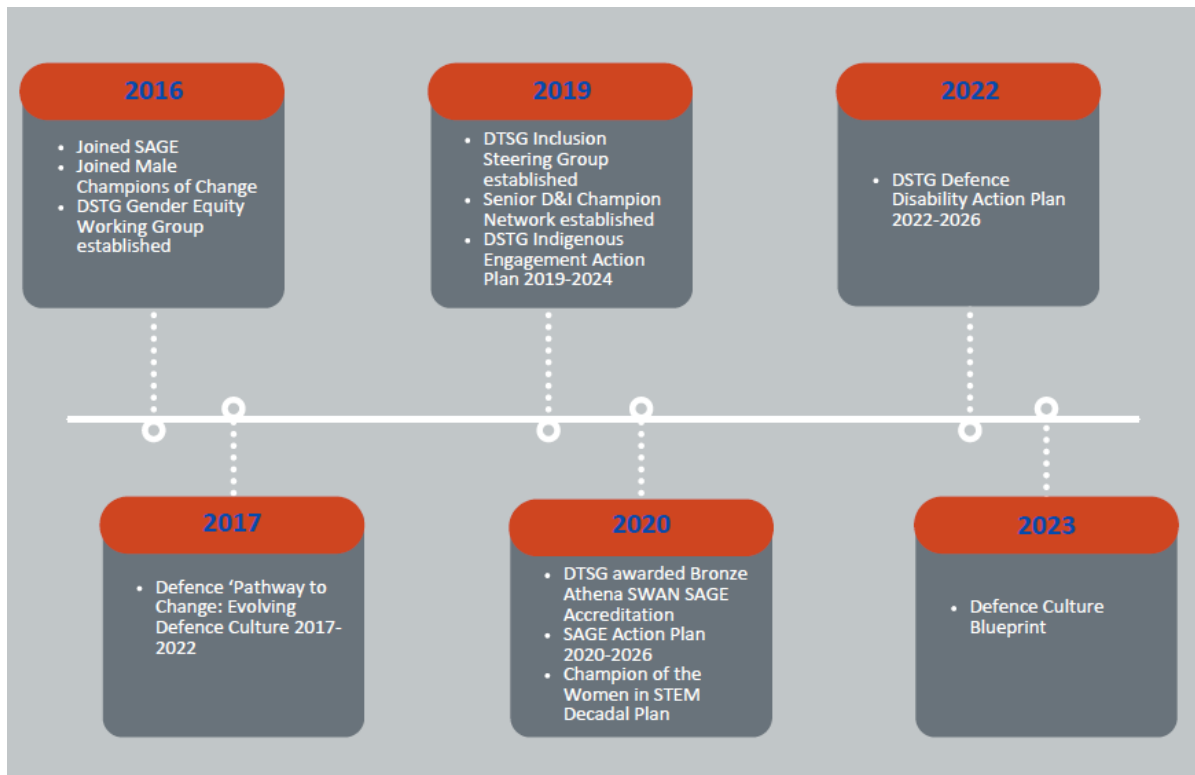 2016
• Joined SAGE
• Joined Male
Champions of Change
• DSTG Gender Equity
Working Group
established
2017
• Defence ‘Pathway to
Change: Evolving
Defence Culture 2017-
2022
2019
• DTSG Inclusion
Steering Group
established
• Senior D&I Champion
Network established
• DSTG Indigenous
Engagement Action
Plan 2019-2024
2020
• DTSG awarded Bronze
Athena SWAN SAGE
Accreditation
• SAGE Action Plan
2020-2026
• Champion of the
Women in STEM
Decadal Plan
2022
• DSTG Defence
Disability Action Plan
2022-2026
2023
• Defence Culture
Blueprint